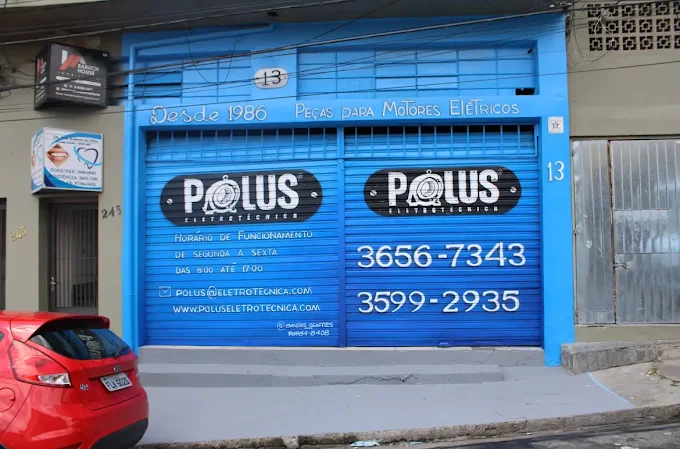 13
Desde 1986 Peças para Motores Elétricos
POLUS
ELETROTÉCNICA
Horário de Funcionamento
de segunda a sexta
das 8:00 até 17:00
polus@eletrotecnica.com
www.poluseletrotecnica.com
POLUS
ELETROTÉCNICA
3656-7343
3599-2935
13
243
HOUSE